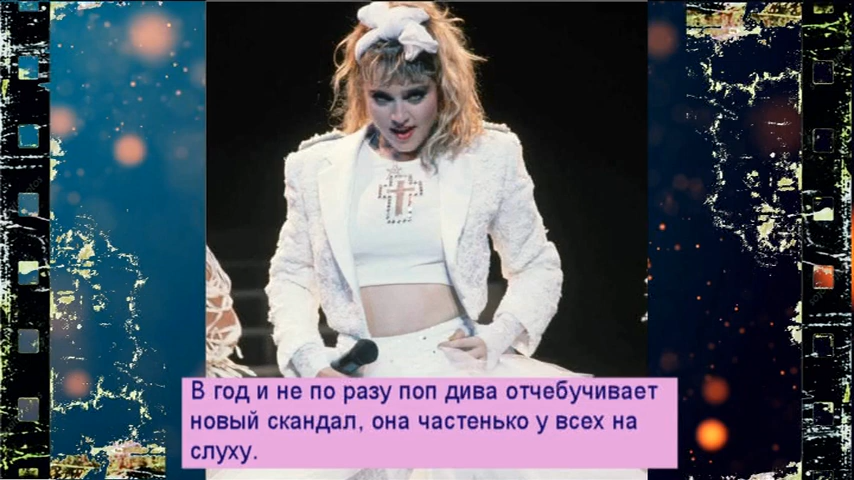 В год и не по разу поп дива отчебучивает
новый скандал, она частенько у всех на
слуху.